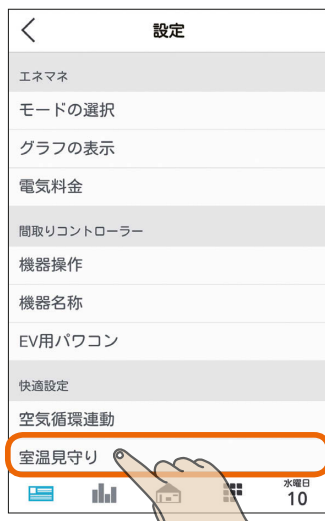 設定
エネマネ
モードの選択
グラフの表示
電気料金
間取りコントローラー
機器操作
機器名称
EV用パワコン
快適設定
空気循環連動
室温見守り
水曜日
10